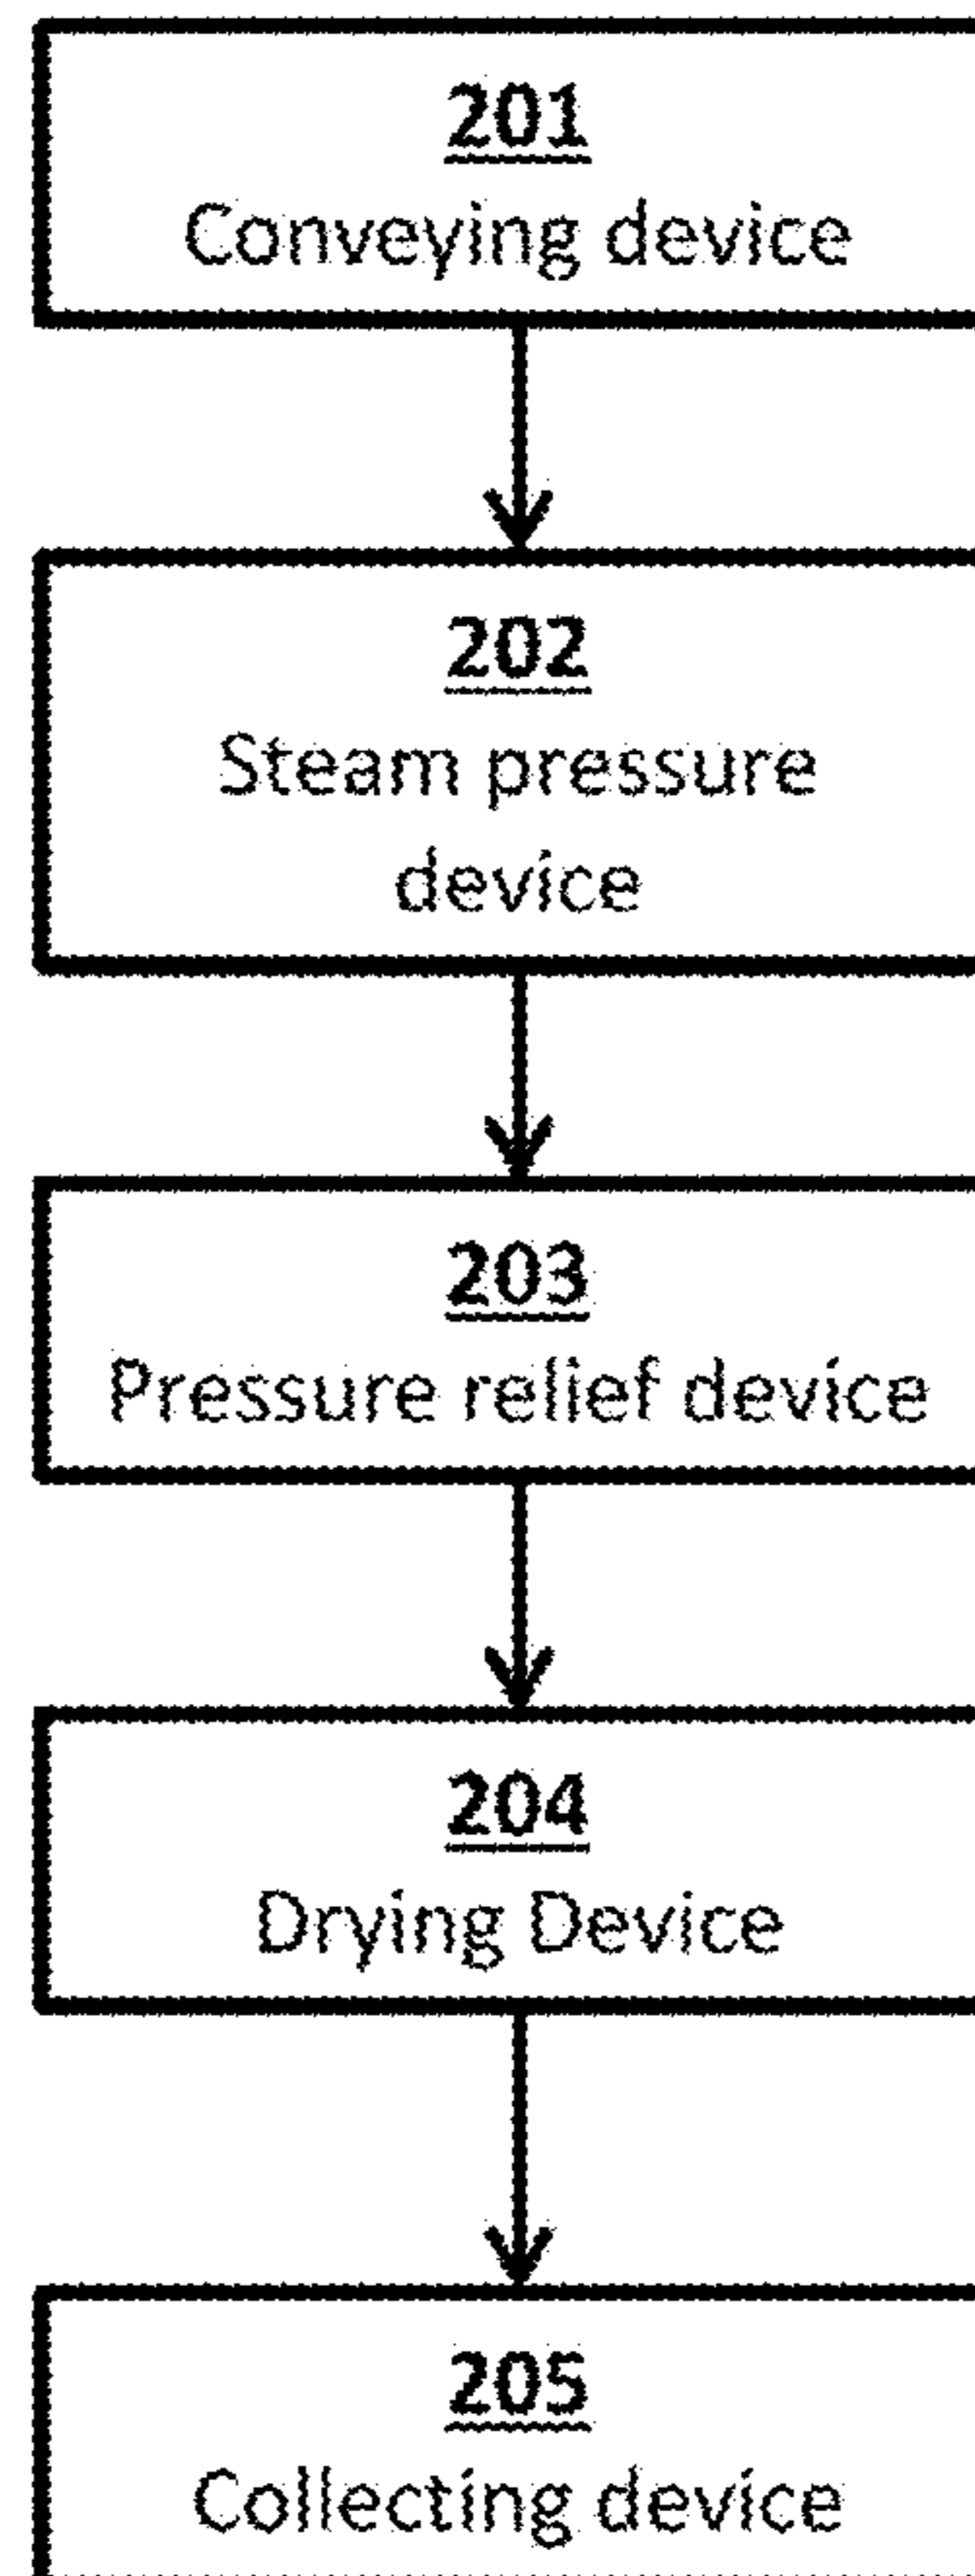 201
Conveying device
202
Steam pressure
device
203
Pressure relief device
204
Drying Device
205
Collecting device